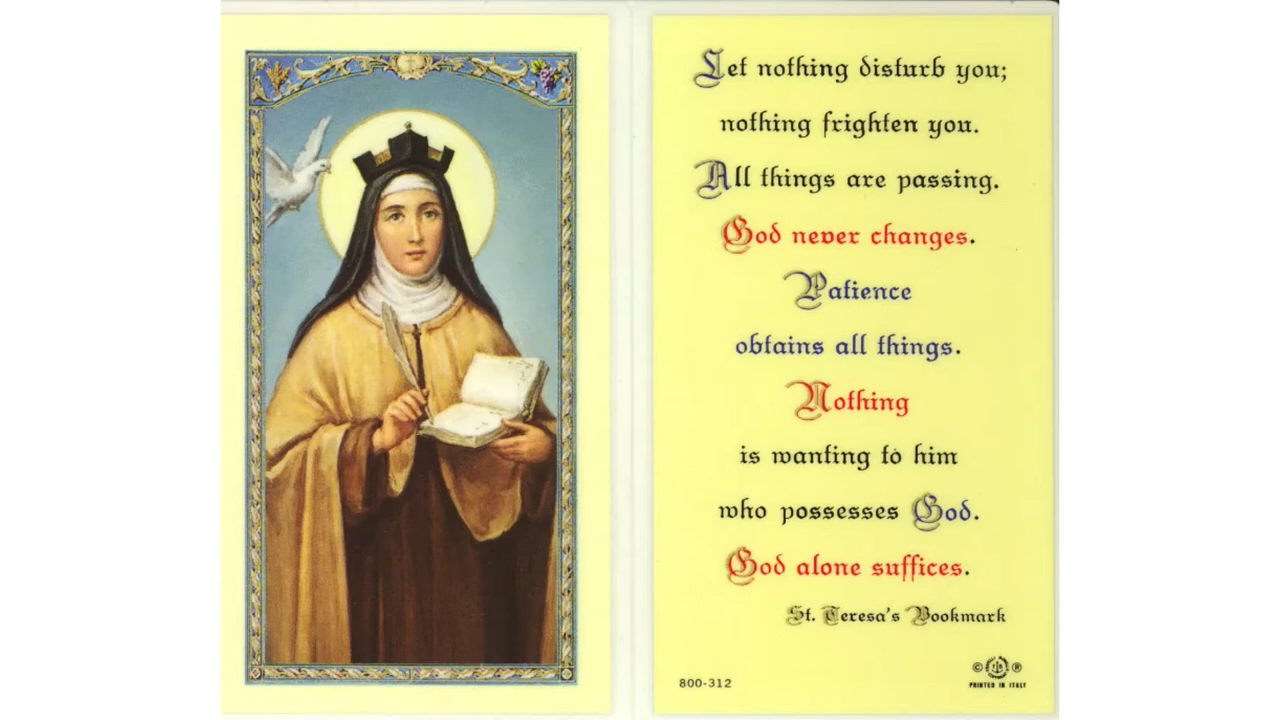 Let nothing disturb you;
nothing frighten you.
All things are passing.
God never changes.
Patience
obtains all things.
Nothing
is wanting to him
who possesses God.
God alone suffices.
St. Teresa's Bookmark
800-312
© ®
PRINTED IN ITALY